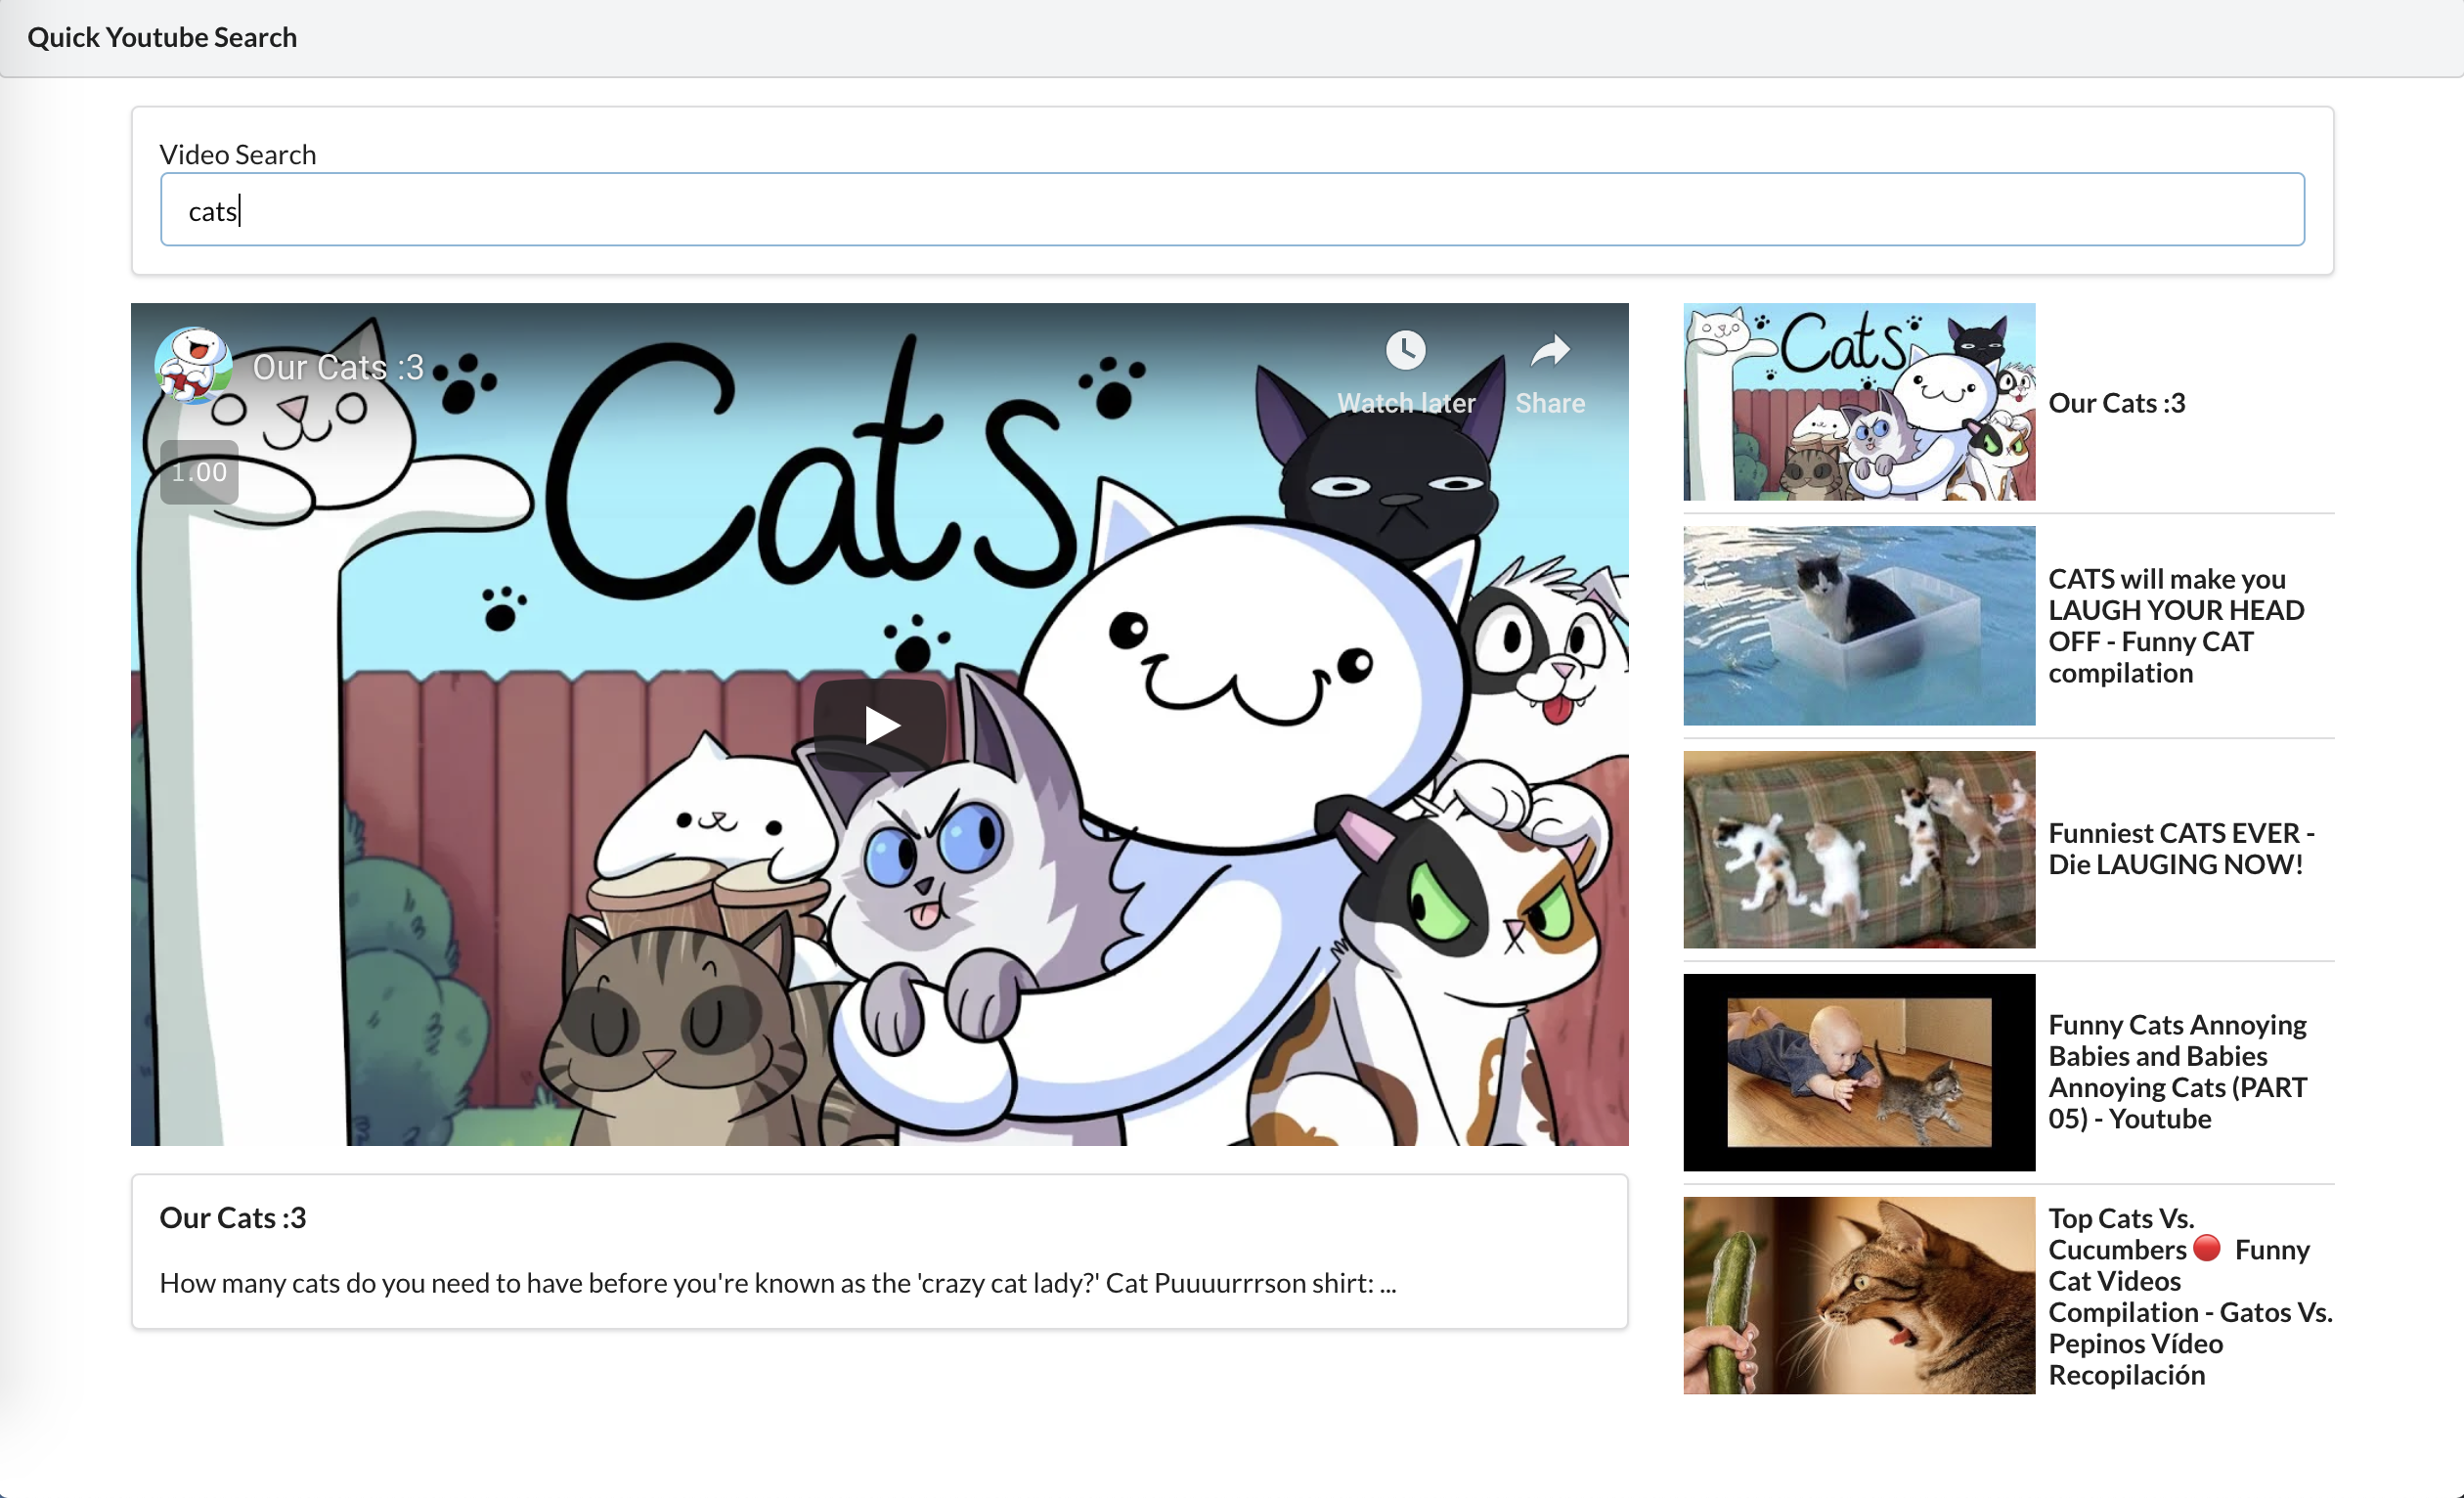 Quick Youtube Search
Video Search
cats
Our Cats :3
Watch later
Share
1.00
Cats
Our Cats :3
How many cats do you need to have before you're known as the 'crazy cat lady?' Cat Puuuurrrson shirt: ...
Cats
Our Cats :3
CATS will make you
LAUGH YOUR HEAD
OFF - Funny CAT
compilation
Funniest CATS EVER -
Die LAUGING NOW!
Funny Cats Annoying
Babies and Babies
Annoying Cats (PART
05) - Youtube
Top Cats Vs.
Cucumbers🔴 Funny
Cat Videos
Compilation - Gatos Vs.
Pepinos Vídeo
Recopilación